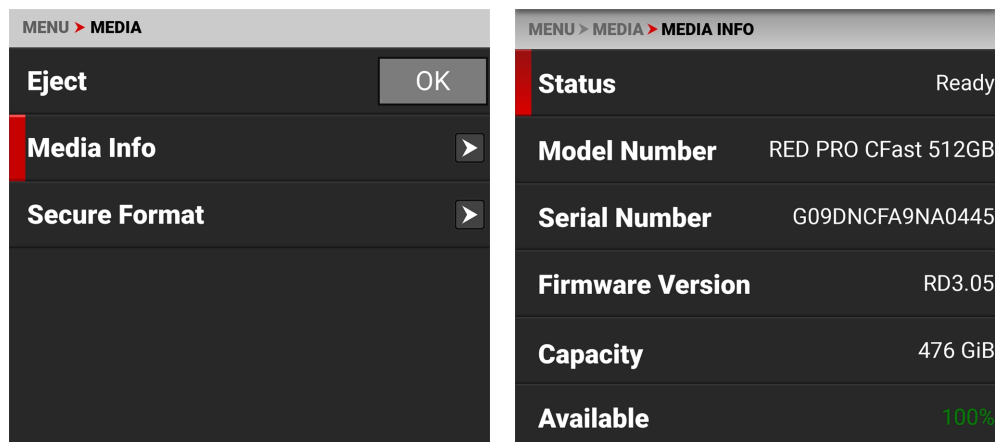 MENU > MEDIA
Eject OK
Media Info
Secure Format
MENU > MEDIA > MEDIA INFO
Status Ready
Model Number RED PRO CFast 512GB
Serial Number G09DNCFA9NA0445
Firmware Version RD3.05
Capacity 476 GiB
Available 100%